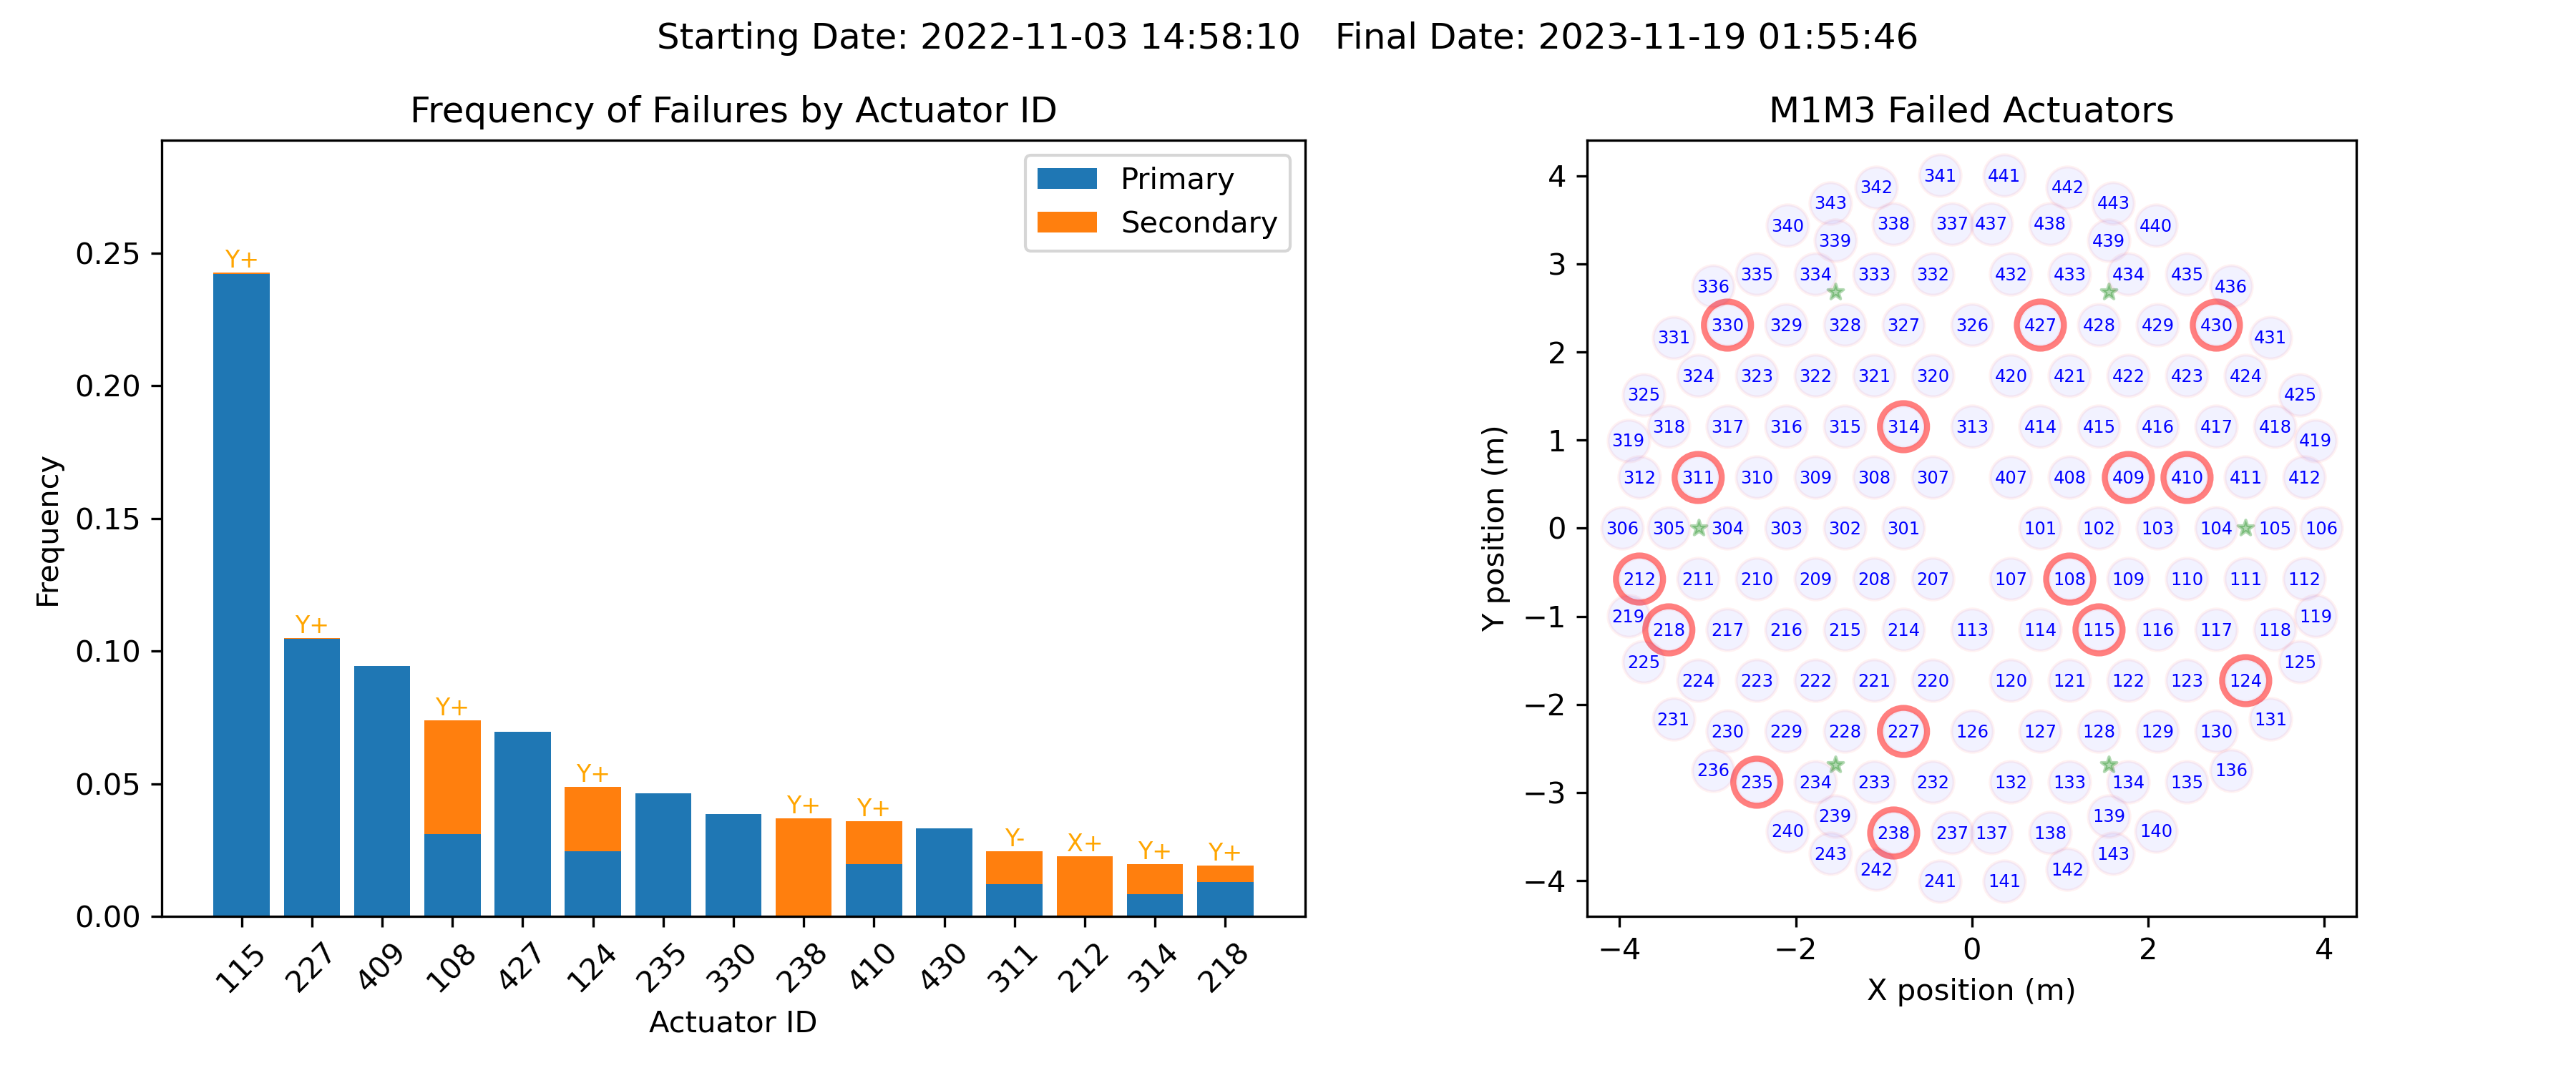 Starting Date: 2022-11-03 14:58:10   Final Date: 2023-11-19 01:55:46
Frequency of Failures by Actuator ID
Primary
Secondary
Frequency
0.25
0.20
0.15
0.10
0.05
0.00
Y+
Y+
Y+
Y+
Y+
Y+
Y-
X+
Y+
Y+
115 227 409 108 427 124 235 330 238 410 430 311 212 314 218
Actuator ID
M1M3 Failed Actuators
Y position (m)
4
3
2
1
0
−1
−2
−3
−4
341 441
342 442
343 443
340 338 337 437 438 440
339 439
335 334 333 332 432 433 434 435
336 436
330 329 328 327 326 427 428 429 430
331 431
324 323 322 321 320 420 421 422 423 424
325 425
318 317 316 315 314 313 414 415 416 417 418
319 419
312 311 310 309 308 307 407 408 409 410 411 412
306 305 304 303 302 301 101 102 103 104 105 106
212 211 210 209 208 207 107 108 109 110 111 112
219 119
218 217 216 215 214 113 114 115 116 117 118
225 125
224 223 222 221 220 120 121 122 123 124
231 131
230 229 228 227 126 127 128 129 130
236 136
235 234 233 232 132 133 134 135
239 139
240 238 237 137 138 140
243 143
242 142
241 141
−4 −2 0 2 4
X position (m)